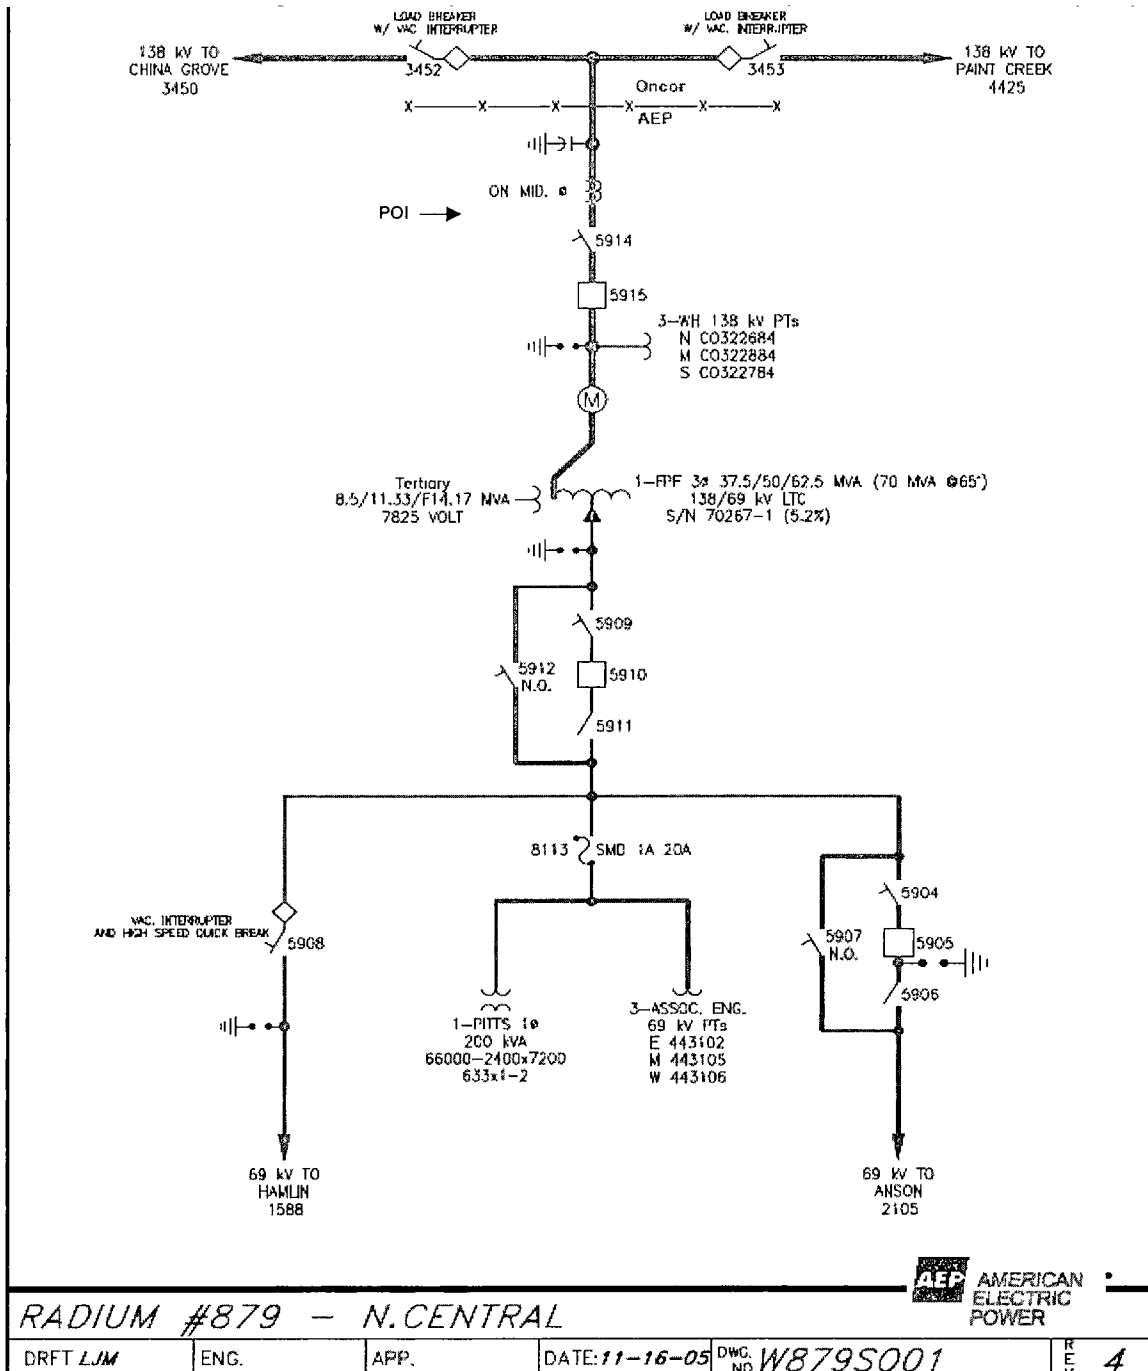 LOAD BREAKER
W/ VAC INTERRUPTER
LOAD BREAKER
W/ VAC. INTERRUPTER
138 kV TO
CHINA GROVE
3450
3452
3453
138 kV TO
PAINT CREEK
4425
Oncor
X X X X X X
AEP
ON MID. ø
POI
5914
5915
3-WH 138 kV PTs
N CO322684
M CO322884
S CO322784
M
Tertiary
8.5/11.33/F14.17 MVA
7825 VOLT
1-FPF 3ø 37.5/50/62.5 MVA (70 MVA @65°)
138/69 kV LTC
S/N 70267-1 (5.2%)
5909
5912
N.O.
5910
5911
8113
SMD 1A 20A
VAC. INTERRUPTER
AND HIGH SPEED QUICK BREAK
5908
5904
5907
N.O.
5905
5906
1-PITTS 1ø
200 kVA
66000-2400x7200
633x1-2
3-ASSOC. ENG.
69 kV PTs
E 443102
M 443105
W 443106
69 kV TO
HAMLIN
1588
69 kV TO
ANSON
2105
AEP AMERICAN
ELECTRIC
POWER
RADIUM #879 - N.CENTRAL
DRFT LJM
ENG.
APP.
DATE: 11-16-05
DWG.
NO W879S001
REV
4